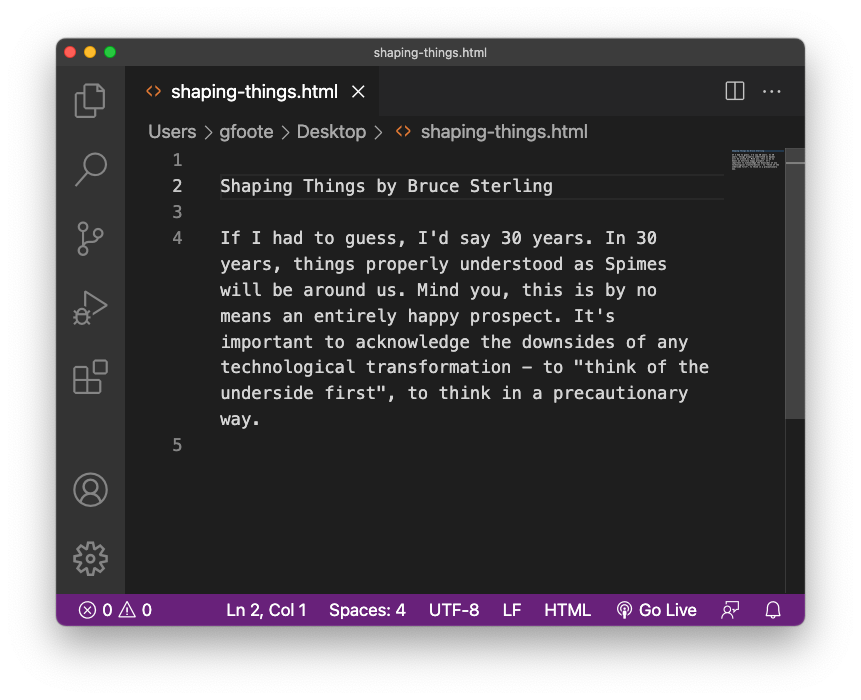 shaping-things.html
shaping-things.html
Users > gfoote > Desktop > shaping-things.html
1
2 Shaping Things by Bruce Sterling
3
4 If I had to guess, I'd say 30 years. In 30
years, things properly understood as Spimes
will be around us. Mind you, this is by no
means an entirely happy prospect. It's
important to acknowledge the downsides of any
technological transformation – to "think of the
underside first", to think in a precautionary
way.
5
0 0 Ln 2, Col 1 Spaces: 4 UTF-8 LF HTML Go Live